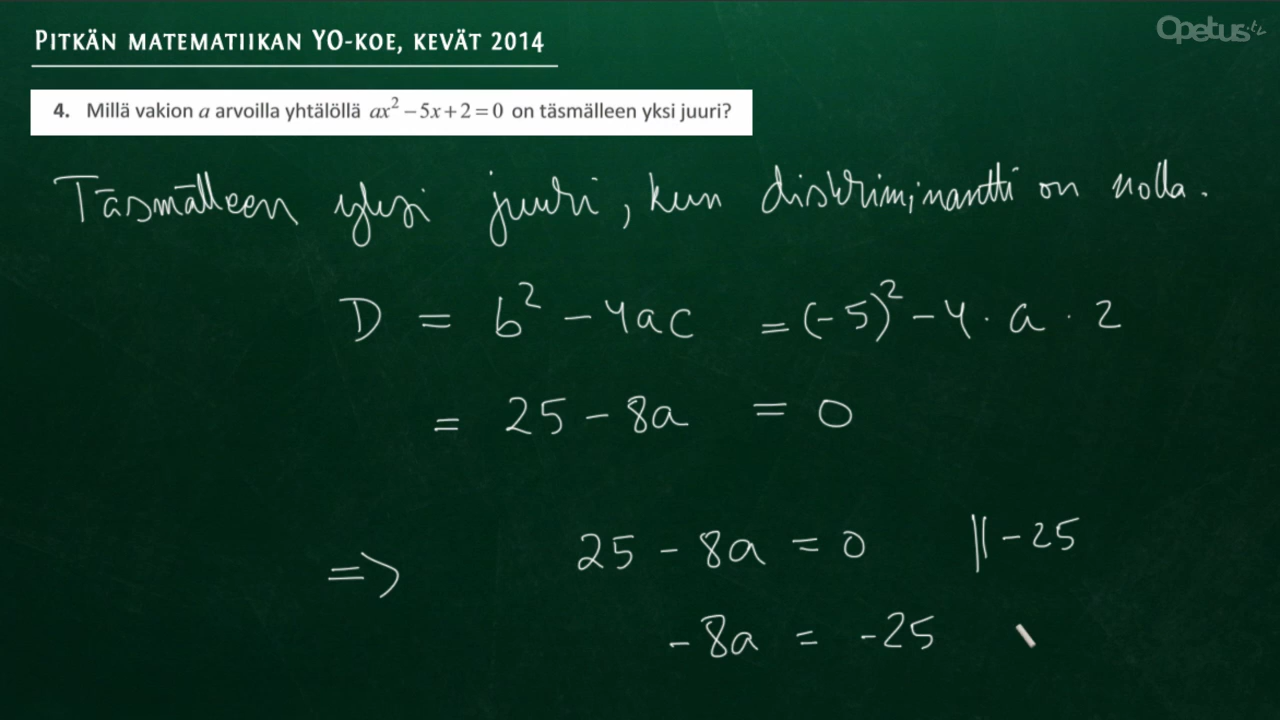 PITKÄN MATEMATIIKAN YO-KOE, KEVÄT 2014
Opetus.tv
4. Millä vakion a arvoilla yhtälöllä ax² − 5x + 2 = 0 on täsmälleen yksi juuri?
Täsmälleen yksi juuri, kun diskriminantti on nolla.
D = b² − 4ac = (−5)² − 4 · a · 2
= 25 − 8a = 0
=> 25 − 8a = 0 || −25
−8a = −25